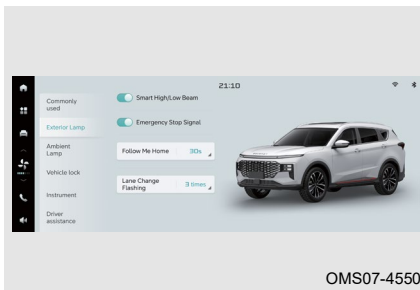 21:10
Commonly
used
Exterior Lamp
Ambient
Lamp
Vehicle lock
Instrument
Driver
assistance
Smart High/Low Beam
Emergency Stop Signal
Follow Me Home 30s
Lane Change
Flashing 3 times
OMS07-4550